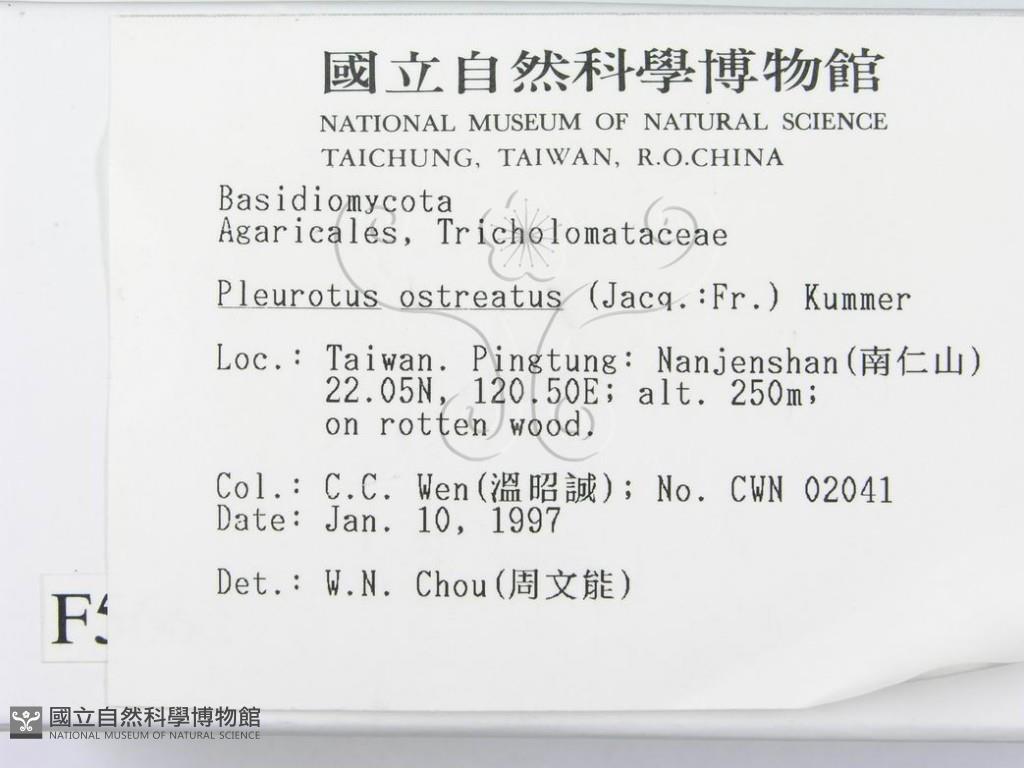 國立自然科學博物館
NATIONAL MUSEUM OF NATURAL SCIENCE
TAICHUNG, TAIWAN, R.O.CHINA
Basidiomycota
Agaricales, Tricholomataceae
Pleurotus ostreatus (Jacq.:Fr.) Kummer
Loc.: Taiwan. Pingtung: Nanjenshan(南仁山)
22.05N, 120.50E; alt. 250m;
on rotten wood.
Col.: C.C. Wen(溫昭誠); No. CWN 02041
Date: Jan. 10, 1997
Det.: W.N. Chou(周文能)
F5
國立自然科學博物館
NATIONAL MUSEUM OF NATURAL SCIENCE